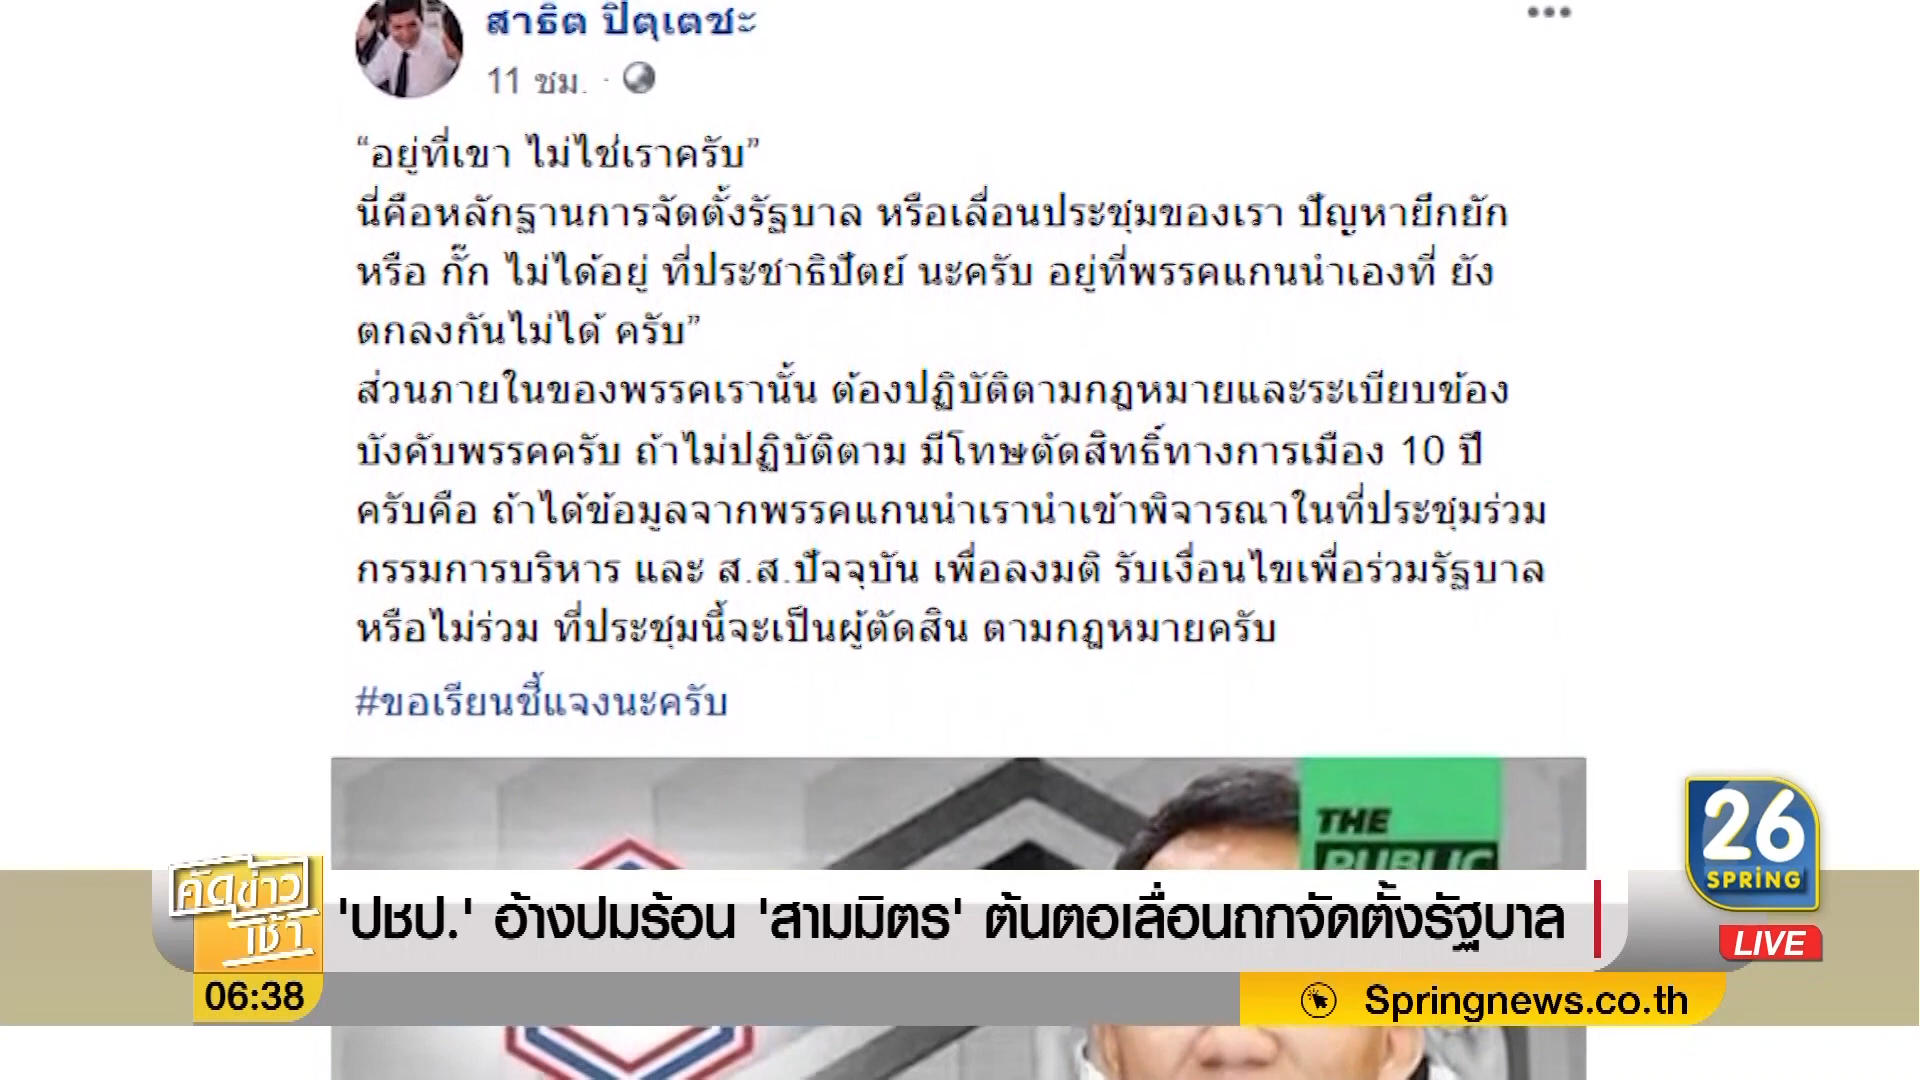 สาธิต ปิตุเตชะ
11 ชม. ·
“อยู่ที่เขา ไม่ไช่เราครับ”
นี่คือหลักฐานการจัดตั้งรัฐบาล หรือเลื่อนประชุมของเรา ปัญหายึกยัก
หรือ กั๊ก ไม่ได้อยู่ ที่ประชาธิปัตย์ นะครับ อยู่ที่พรรคแกนนำเองที่ ยัง
ตกลงกันไม่ได้ ครับ”
ส่วนภายในของพรรคเรานั้น ต้องปฏิบัติตามกฎหมายและระเบียบข้อง
บังคับพรรคครับ ถ้าไม่ปฏิบัติตาม มีโทษตัดสิทธิ์ทางการเมือง 10 ปี
ครับคือ ถ้าได้ข้อมูลจากพรรคแกนนำเรานำเข้าพิจารณาในที่ประชุมร่วม
กรรมการบริหาร และ ส.ส.ปัจจุบัน เพื่อลงมติ รับเงื่อนไขเพื่อร่วมรัฐบาล
หรือไม่ร่วม ที่ประชุมนี้จะเป็นผู้ตัดสิน ตามกฎหมายครับ
#ขอเรียนชี้แจงนะครับ
THE
PUBLIC
26
SPRING
LIVE
คัดข่าว
เช้า
'ปชป.' อ้างปมร้อน 'สามมิตร' ต้นตอเลื่อนถกจัดตั้งรัฐบาล
06:38
Springnews.co.th